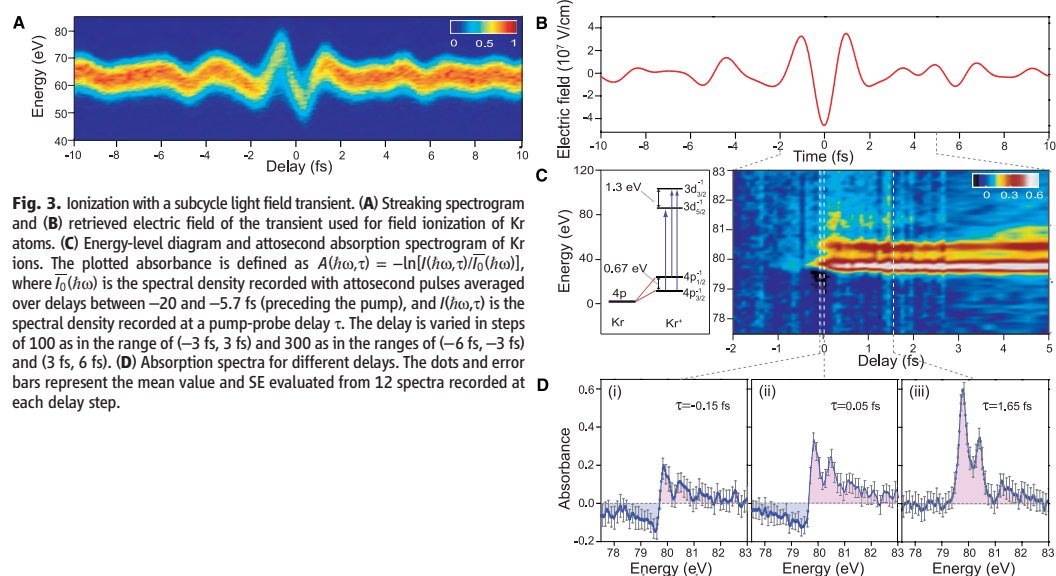 A
80
70
60
50
40
Energy (eV)
0 0.5 1
-10 -8 -6 -4 -2 0 2 4 6 8 10
Delay (fs)
B
4
2
0
-2
-4
Electric field (10⁷ V/cm)
-10 -8 -6 -4 -2 0 2 4 6 8 10
Time (fs)
Fig. 3. Ionization with a subcycle light field transient. (A) Streaking spectrogram
and (B) retrieved electric field of the transient used for field ionization of Kr
atoms. (C) Energy-level diagram and attosecond absorption spectrogram of Kr
ions. The plotted absorbance is defined as A(ħω,τ) = −ln[I(ħω,τ)/I̅₀(ħω)],
where I̅₀(ħω) is the spectral density recorded with attosecond pulses averaged
over delays between −20 and −5.7 fs (preceding the pump), and I(ħω,τ) is the
spectral density recorded at a pump-probe delay τ. The delay is varied in steps
of 100 as in the range of (−3 fs, 3 fs) and 300 as in the ranges of (−6 fs, −3 fs)
and (3 fs, 6 fs). (D) Absorption spectra for different delays. The dots and error
bars represent the mean value and SE evaluated from 12 spectra recorded at
each delay step.
C
120
80
40
0
Energy (eV)
1.3 eV
3d₃/₂⁻¹
3d₅/₂⁻¹
0.67 eV
4p₁/₂⁻¹
4p
4p₃/₂⁻¹
Kr Kr⁺
83
82
81
80
79
78
0 0.3 0.6
-2 -1 0 1 2 3 4 5
Delay (fs)
D
0.6
0.4
0.2
0.0
-0.2
Absorbance
(i)
τ=-0.15 fs
78 79 80 81 82 83
Energy (eV)
(ii)
τ=0.05 fs
78 79 80 81 82 83
Energy (eV)
(iii)
τ=1.65 fs
78 79 80 81 82 83
Energy (eV)